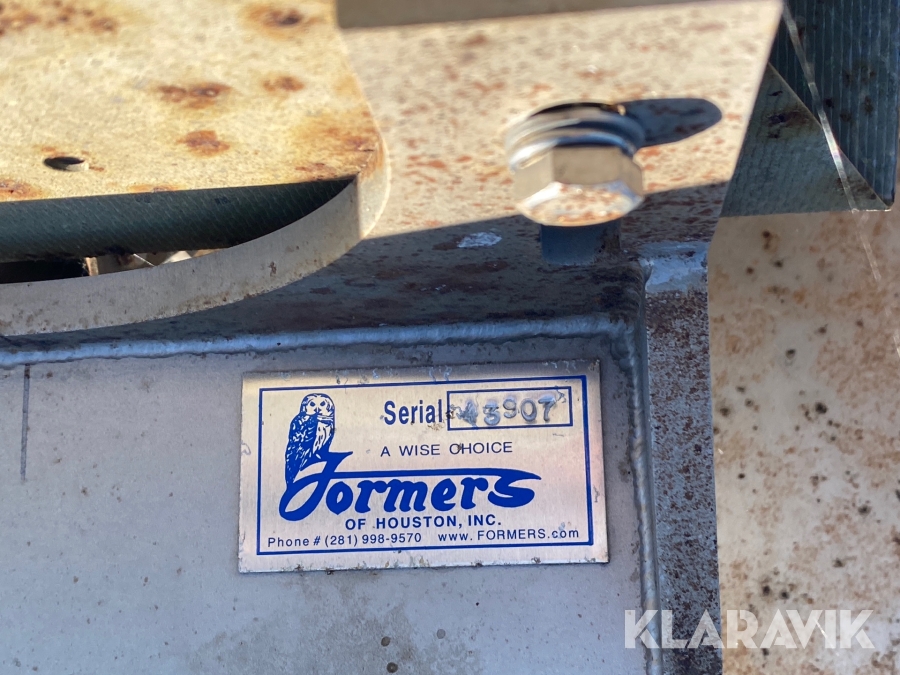 Serial 43907
A WISE CHOICE
Formers
OF HOUSTON, INC.
Phone # (281) 998-9570 www.FORMERS.com
KLARAVIK